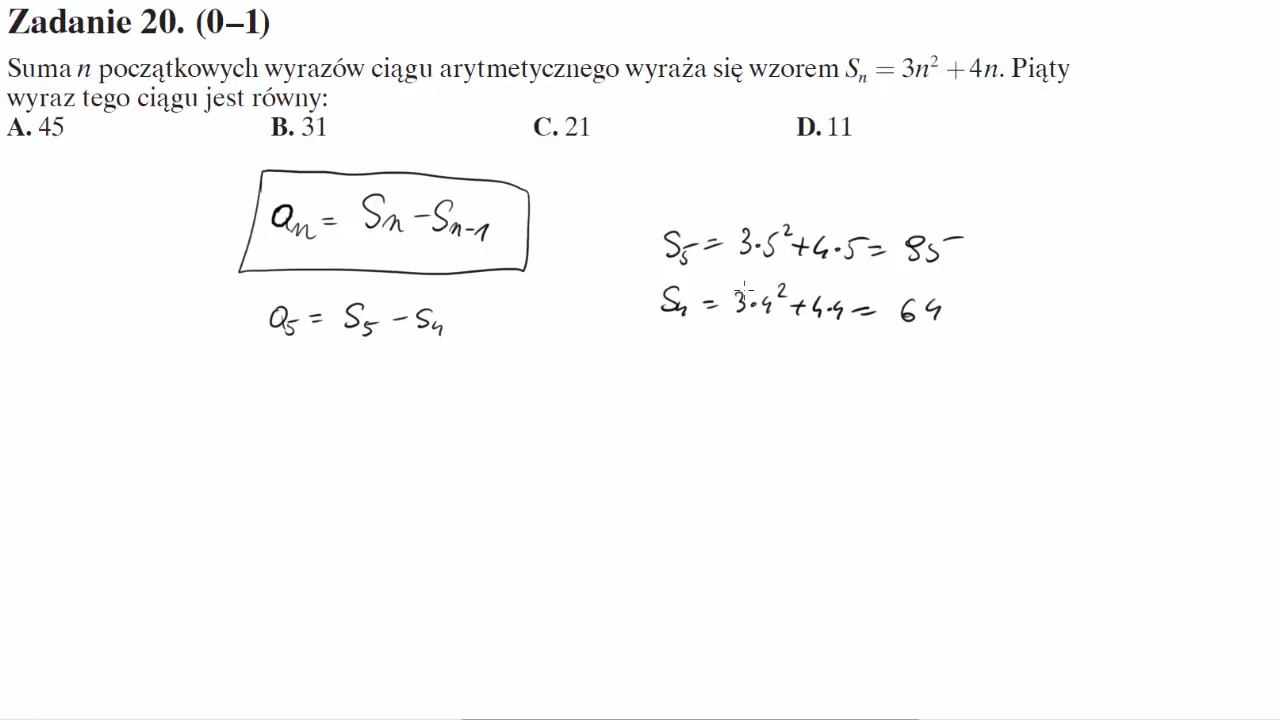 Zadanie 20. (0–1)
Suma n początkowych wyrazów ciągu arytmetycznego wyraża się wzorem Sₙ = 3n² + 4n. Piąty
wyraz tego ciągu jest równy:
A. 45 B. 31 C. 21 D. 11
aₙ = Sₙ - Sₙ₋₁
S₅ = 3·5² + 4·5 = 95
S₄ = 3·4² + 4·4 = 64
a₅ = S₅ - S₄